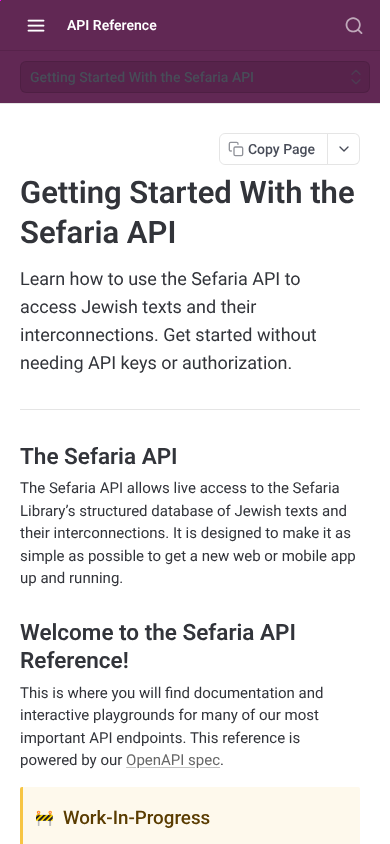 API Reference
Getting Started With the Sefaria API
Copy Page
Getting Started With the
Sefaria API
Learn how to use the Sefaria API to
access Jewish texts and their
interconnections. Get started without
needing API keys or authorization.
The Sefaria API
The Sefaria API allows live access to the Sefaria
Library’s structured database of Jewish texts and
their interconnections. It is designed to make it as
simple as possible to get a new web or mobile app
up and running.
Welcome to the Sefaria API
Reference!
This is where you will find documentation and
interactive playgrounds for many of our most
important API endpoints. This reference is
powered by our OpenAPI spec.
🚧 Work-In-Progress